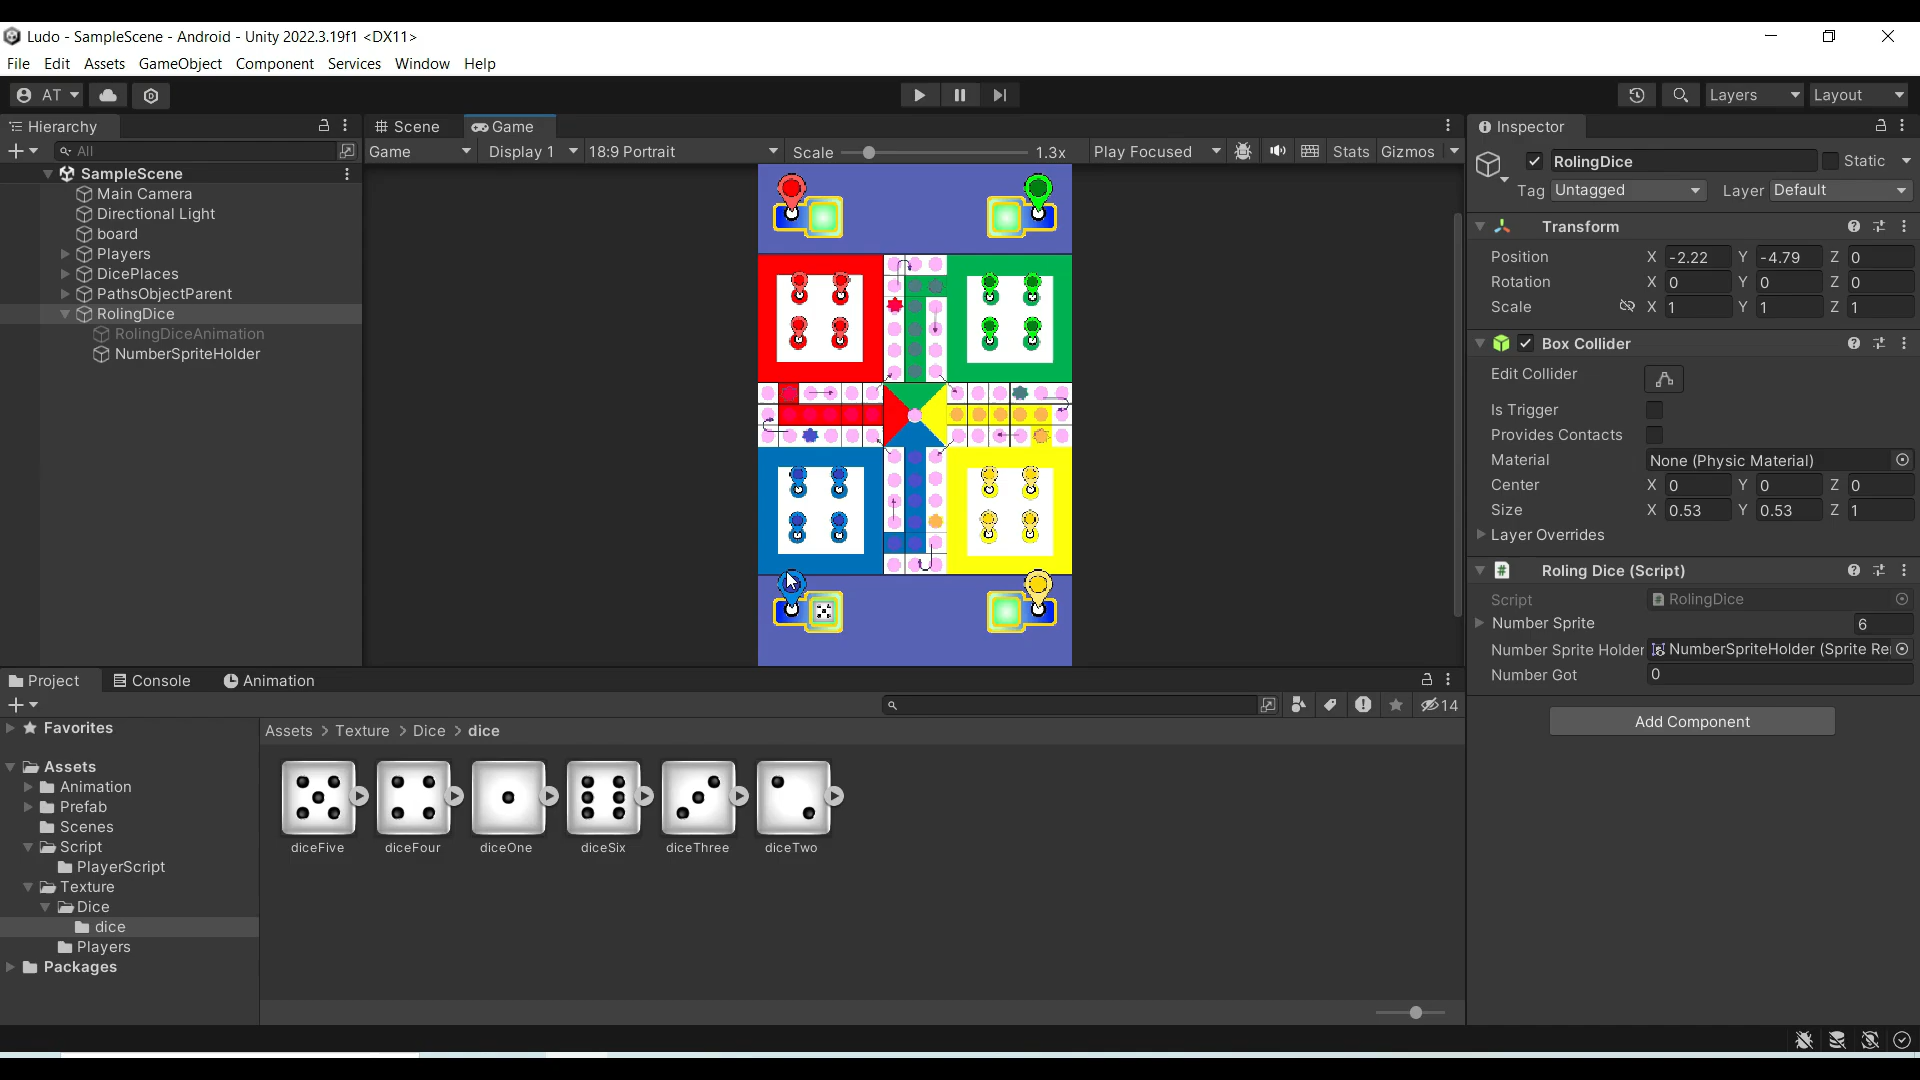 Ludo - SampleScene - Android - Unity 2022.3.19f1 <DX11>
File Edit Assets GameObject Component Services Window Help
AT Layers Layout
Hierarchy
All
SampleScene
Main Camera
Directional Light
board
Players
DicePlaces
PathsObjectParent
RolingDice
RolingDiceAnimation
NumberSpriteHolder
Scene Game
Game Display 1 18:9 Portrait Scale 1.3x Play Focused Stats Gizmos
Inspector
RolingDice Static
Tag Untagged Layer Default
Transform
Position X -2.22 Y -4.79 Z 0
Rotation X 0 Y 0 Z 0
Scale X 1 Y 1 Z 1
Box Collider
Edit Collider
Is Trigger
Provides Contacts
Material None (Physic Material)
Center X 0 Y 0 Z 0
Size X 0.53 Y 0.53 Z 1
Layer Overrides
Roling Dice (Script)
Script # RolingDice
Number Sprite 6
Number Sprite Holder NumberSpriteHolder (Sprite Re
Number Got 0
Add Component
Project Console Animation
14
Favorites
Assets
Animation
Prefab
Scenes
Script
PlayerScript
Texture
Dice
dice
Players
Packages
Assets > Texture > Dice > dice
diceFive diceFour diceOne diceSix diceThree diceTwo